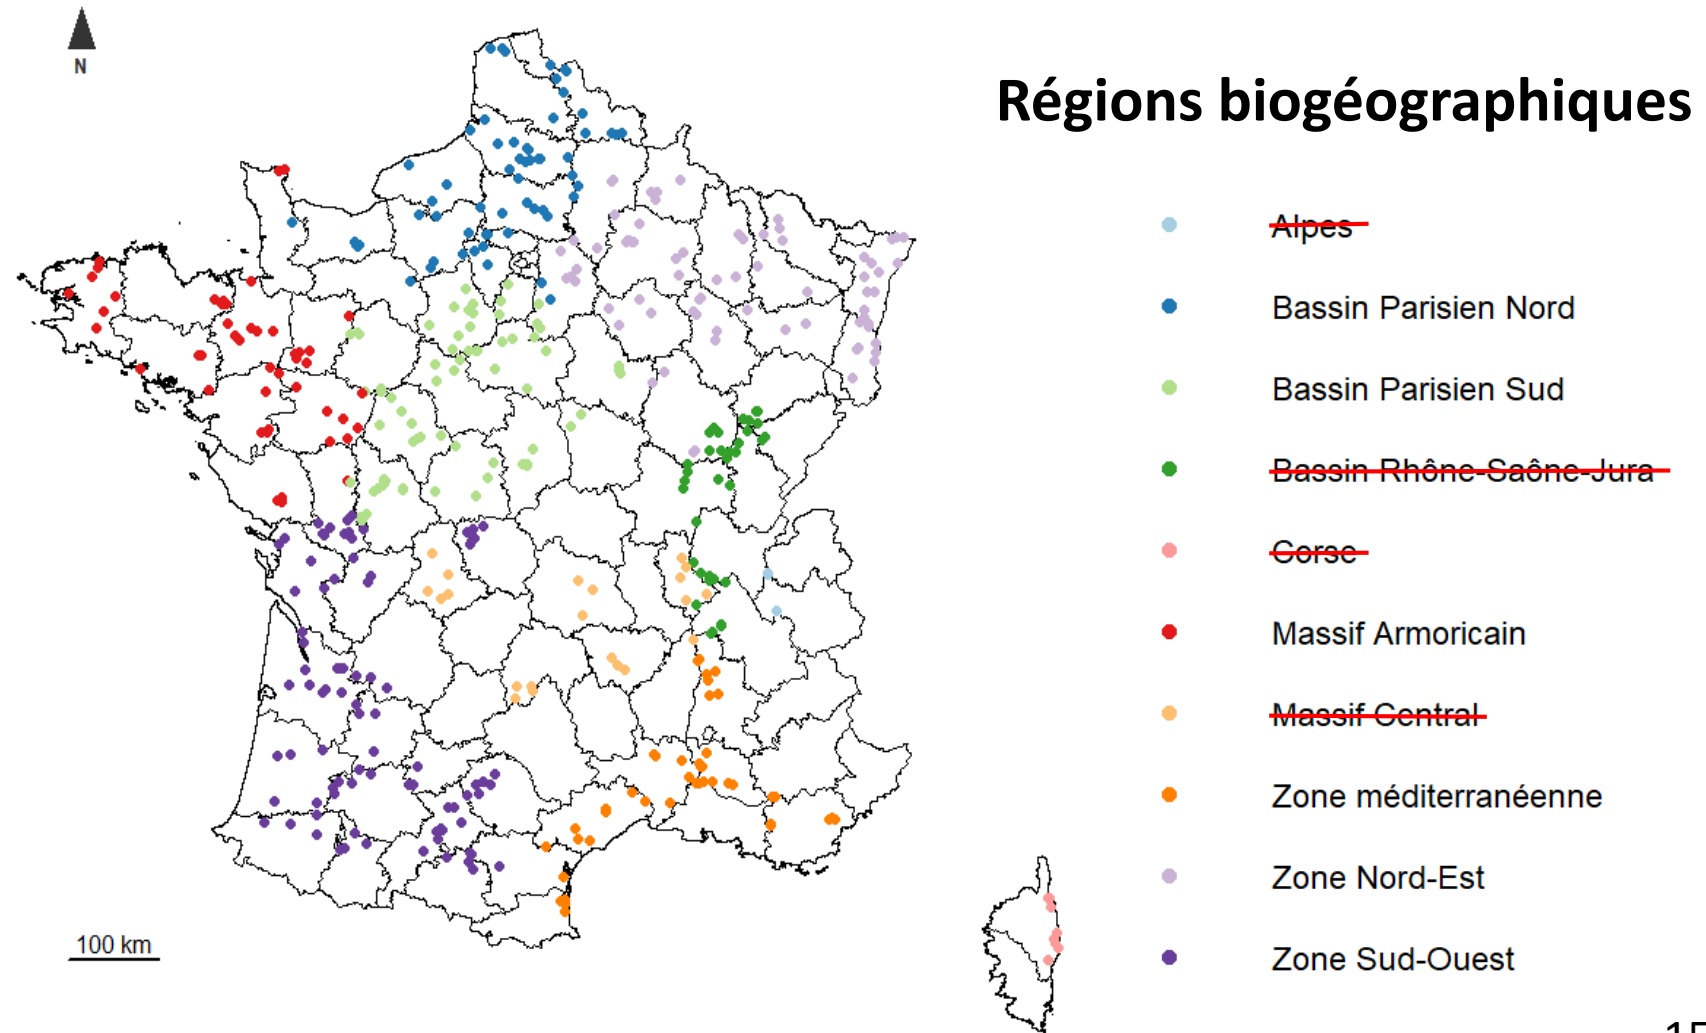 N
Régions biogéographiques
Alpes
Bassin Parisien Nord
Bassin Parisien Sud
Bassin Rhône-Saône-Jura
Corse
Massif Armoricain
Massif Central
Zone méditerranéenne
Zone Nord-Est
Zone Sud-Ouest
100 km